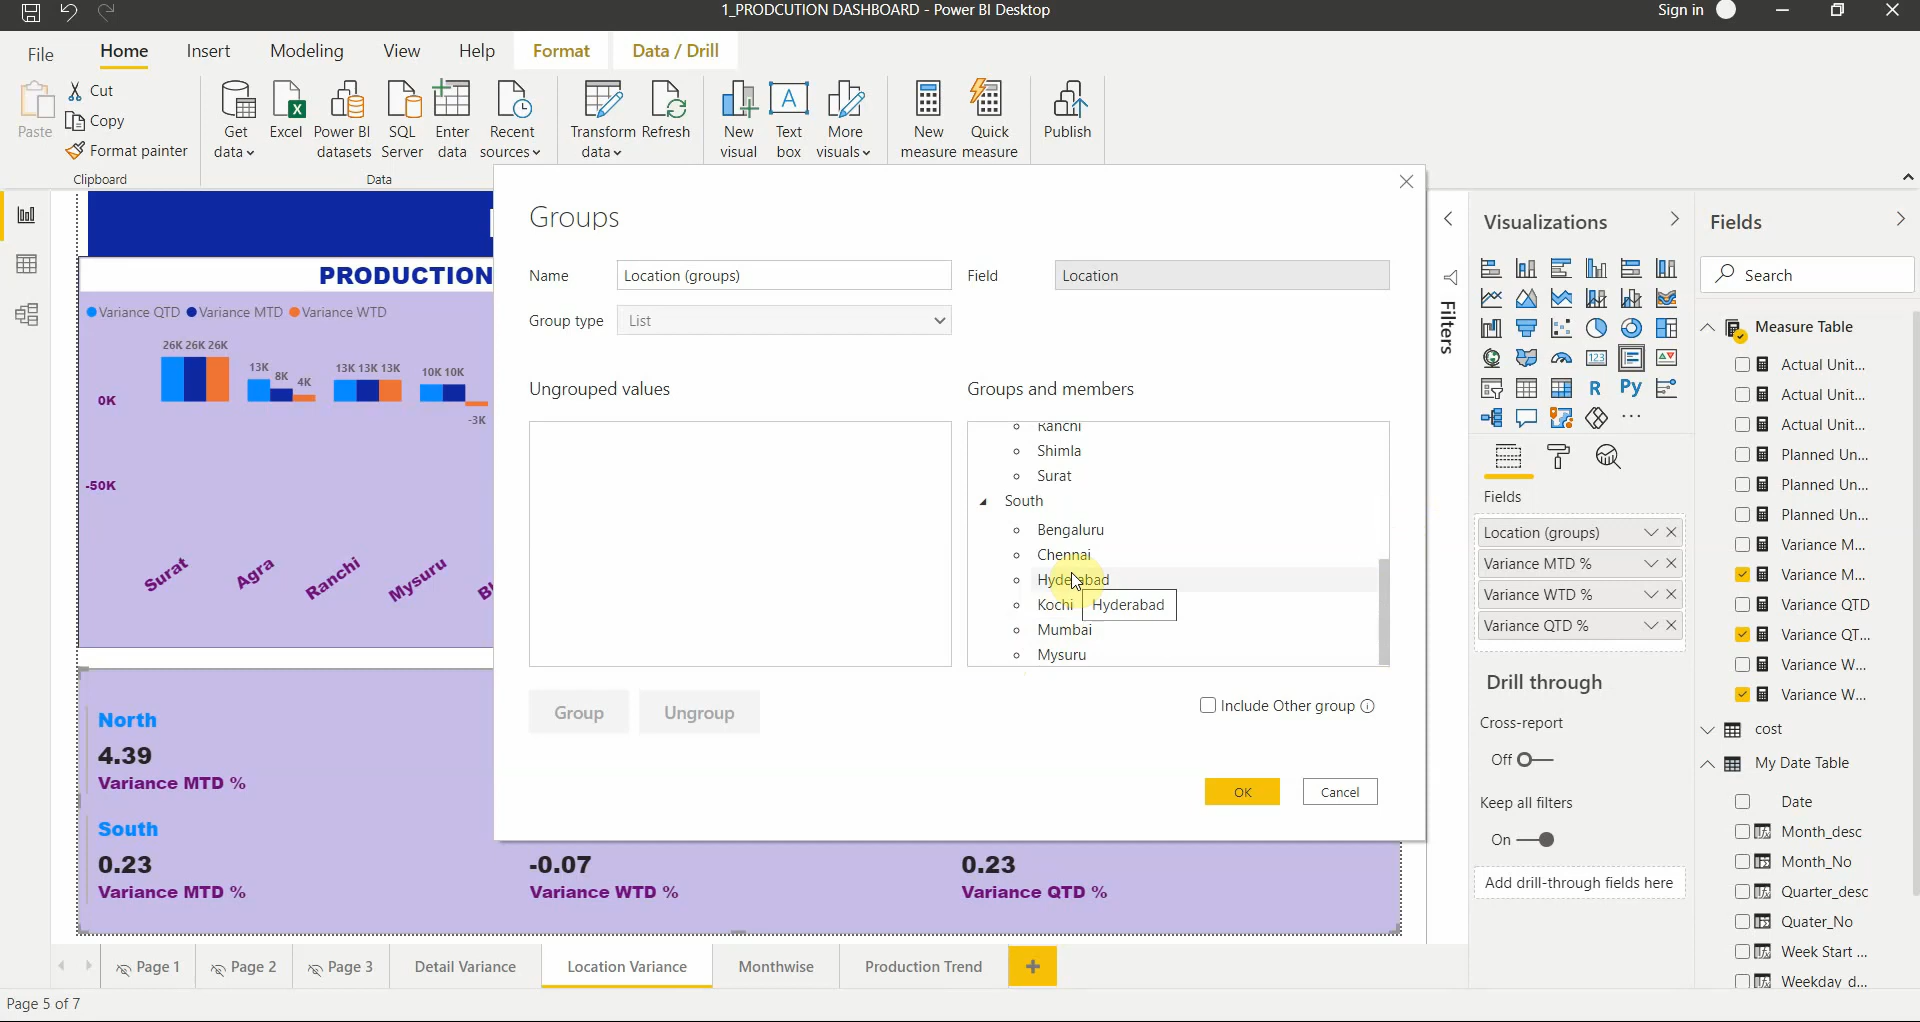 1_PRODCUTION DASHBOARD - Power BI Desktop
Sign in
File
Home
Insert
Modeling
View
Help
Format
Data / Drill
Paste
Cut
Copy
Format painter
Clipboard
Get data
Excel
Power BI datasets
SQL Server
Enter data
Recent sources
Data
Transform data
Refresh
New visual
Text box
More visuals
New measure
Quick measure
Publish
PRODUCTION
Variance QTD
Variance MTD
Variance WTD
26K 26K 26K
13K
8K
4K
13K 13K 13K
10K 10K
-3K
0K
-50K
Surat
Agra
Ranchi
Mysuru
North
4.39
Variance MTD %
South
0.23
Variance MTD %
-0.07
Variance WTD %
0.23
Variance QTD %
Groups
Name
Location (groups)
Field
Location
Group type
List
Ungrouped values
Groups and members
Ranchi
Shimla
Surat
South
Bengaluru
Chennai
Hyderabad
Kochi
Hyderabad
Mumbai
Mysuru
Group
Ungroup
Include Other group
OK
Cancel
Filters
Visualizations
123
R
Py
Fields
Location (groups)
Variance MTD %
Variance WTD %
Variance QTD %
Drill through
Cross-report
Off
Keep all filters
On
Add drill-through fields here
Fields
Search
Measure Table
Actual Unit...
Actual Unit...
Actual Unit...
Planned Un...
Planned Un...
Planned Un...
Variance M...
Variance M...
Variance QTD
Variance QT...
Variance W...
Variance W...
cost
My Date Table
Date
Month_desc
Month_No
Quarter_desc
Quater_No
Week Start ...
Weekday_d...
Page 1
Page 2
Page 3
Detail Variance
Location Variance
Monthwise
Production Trend
Page 5 of 7